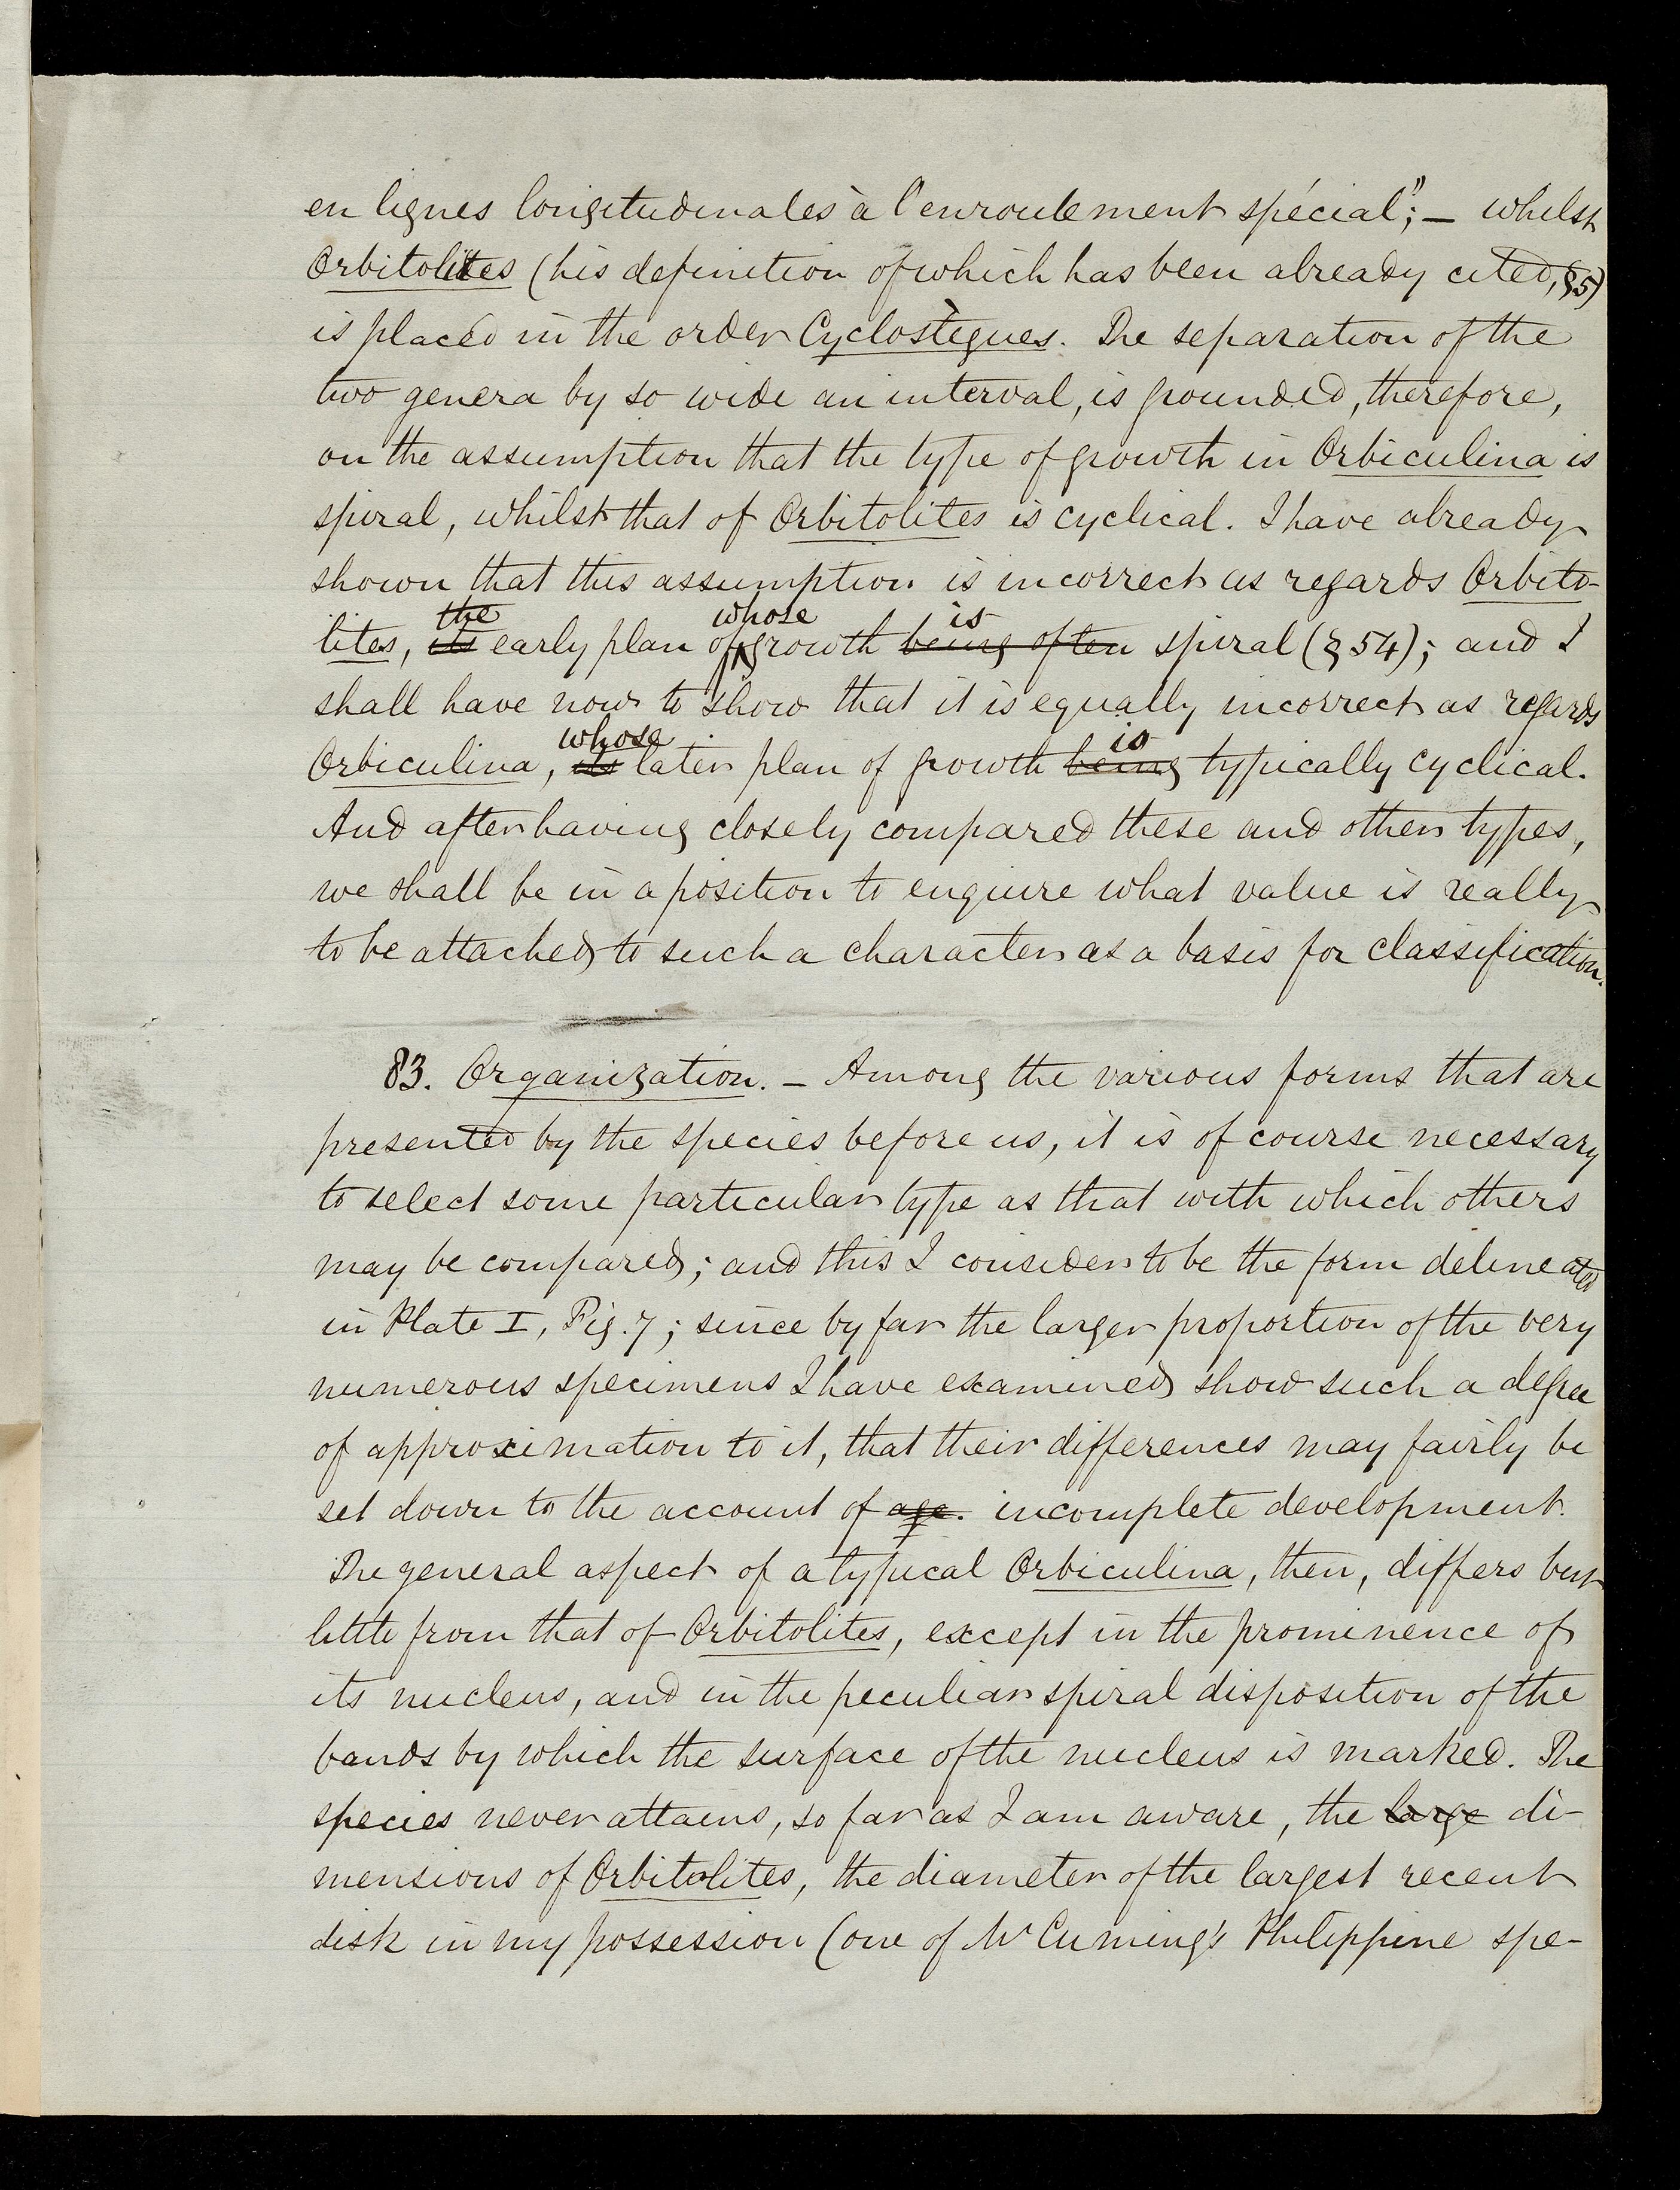 en lignes longitudinales à l'enroulement spécial"; — whilst
Orbitolites (his definition of which has been already cited, §5)
is placed in the order Cyclostègues. The separation of the
two genera by so wide an interval, is grounded, therefore,
on the assumption that the type of growth in Orbiculina is
spiral, whilst that of Orbitolites is cyclical. I have already
shown that this assumption is incorrect as regards Orbito-
the whose is
lites, its early plan of growth being often spiral (§ 54); and I
shall have now to show that it is equally incorrect as regards
whose is
Orbiculina, its later plan of growth being typically cyclical.
And after having closely compared these and other types,
we shall be in a position to enquire what value is really
to be attached to such a character as a basis for classification.
83. Organization. — Among the various forms that are
presented by the species before us, it is of course necessary
to select some particular type as that with which others
may be compared; and this I consider to be the form delineated
in Plate I, Fig. 7; since by far the larger proportion of the very
numerous specimens I have examined show such a degree
of approximation to it, that their differences may fairly be
set down to the account of age. incomplete development.
The general aspect of a typical Orbiculina, then, differs but
little from that of Orbitolites, except in the prominence of
its nucleus, and in the peculiar spiral disposition of the
bands by which the surface of the nucleus is marked. The
species never attains, so far as I am aware, the large di-
mensions of Orbitolites, the diameter of the largest recent
disk in my possession (one of Mr Cuming's Philippine spe-